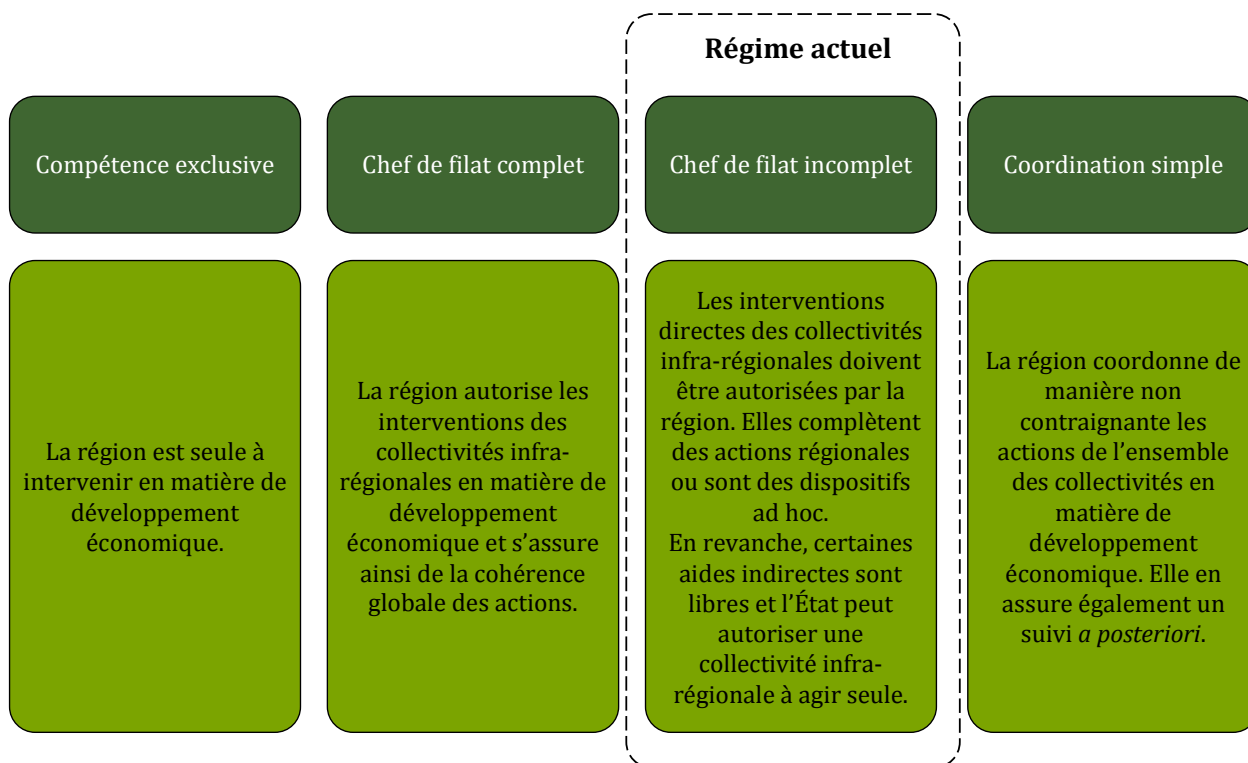 Régime actuel
Compétence exclusive
Chef de filat complet
Chef de filat incomplet
Coordination simple
La région est seule à
intervenir en matière de
développement
économique.
La région autorise les
interventions des
collectivités infra-
régionales en matière de
développement
économique et s’assure
ainsi de la cohérence
globale des actions.
Les interventions
directes des collectivités
infra-régionales doivent
être autorisées par la
région. Elles complètent
des actions régionales
ou sont des dispositifs
ad hoc.
En revanche, certaines
aides indirectes sont
libres et l’État peut
autoriser une
collectivité infra-
régionale à agir seule.
La région coordonne de
manière non
contraignante les
actions de l’ensemble
des collectivités en
matière de
développement
économique. Elle en
assure également un
suivi a posteriori.